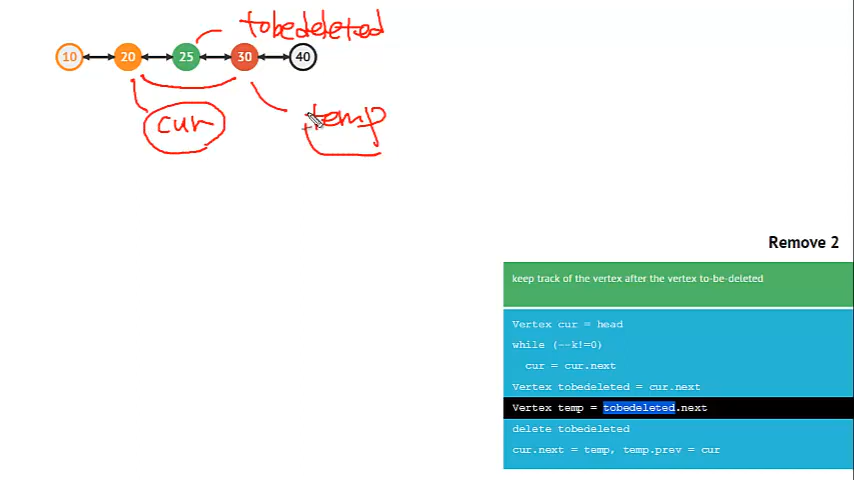 tobedeleted
10 20 25 30 40
cur temp
Remove 2
keep track of the vertex after the vertex to-be-deleted
Vertex cur = head
while (--k!=0)
cur = cur.next
Vertex tobedeleted = cur.next
Vertex temp = tobedeleted.next
delete tobedeleted
cur.next = temp, temp.prev = cur